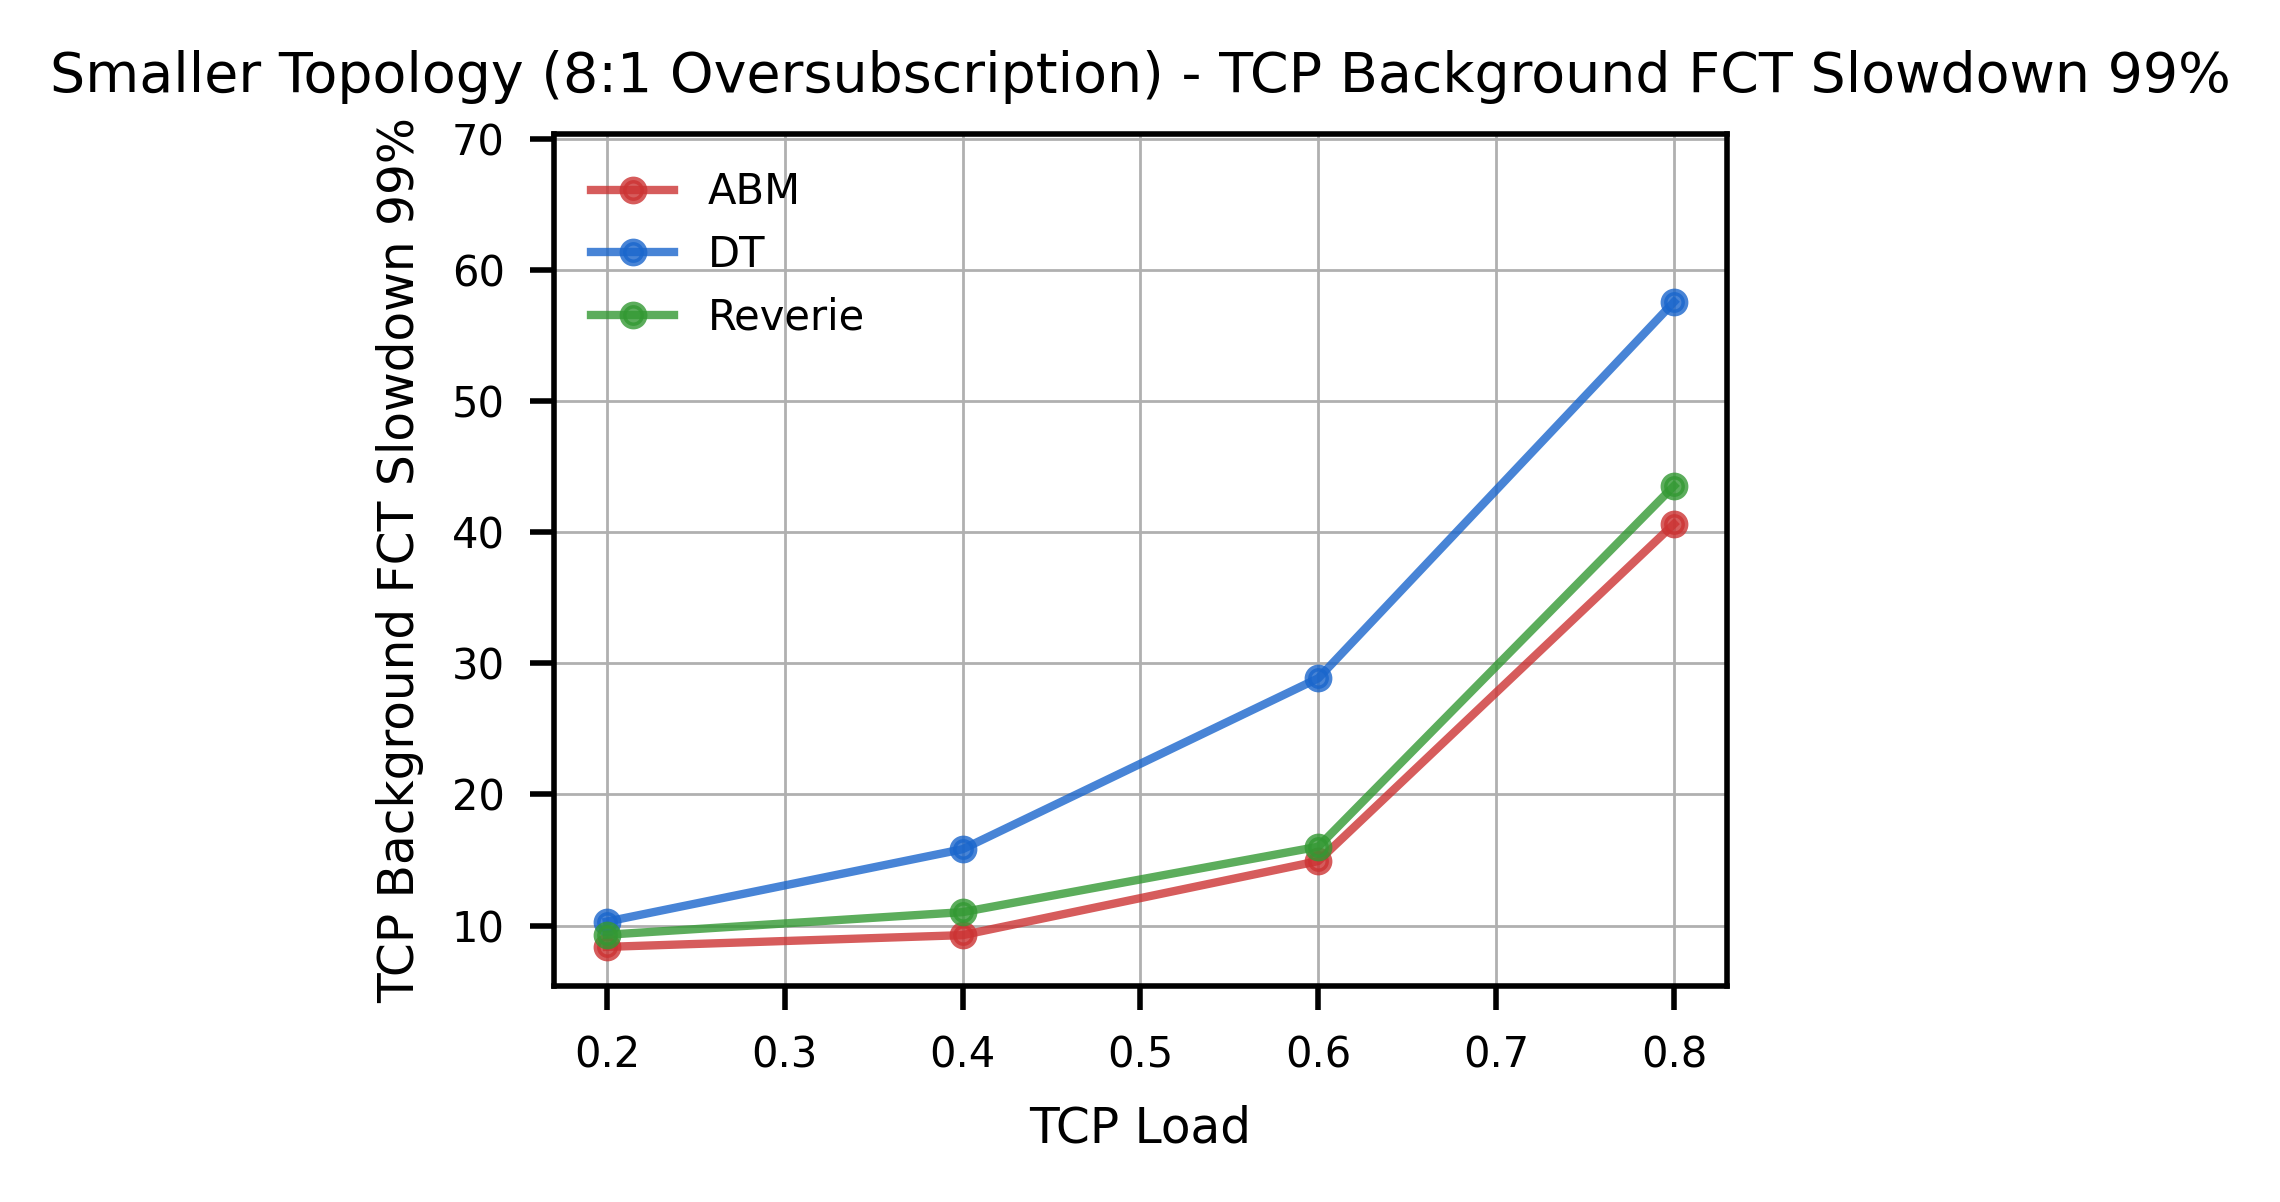 Smaller Topology (8:1 Oversubscription) - TCP Background FCT Slowdown 99%
TCP Background FCT Slowdown 99%
70
60
50
40
30
20
10
ABM
DT
Reverie
0.2 0.3 0.4 0.5 0.6 0.7 0.8
TCP Load